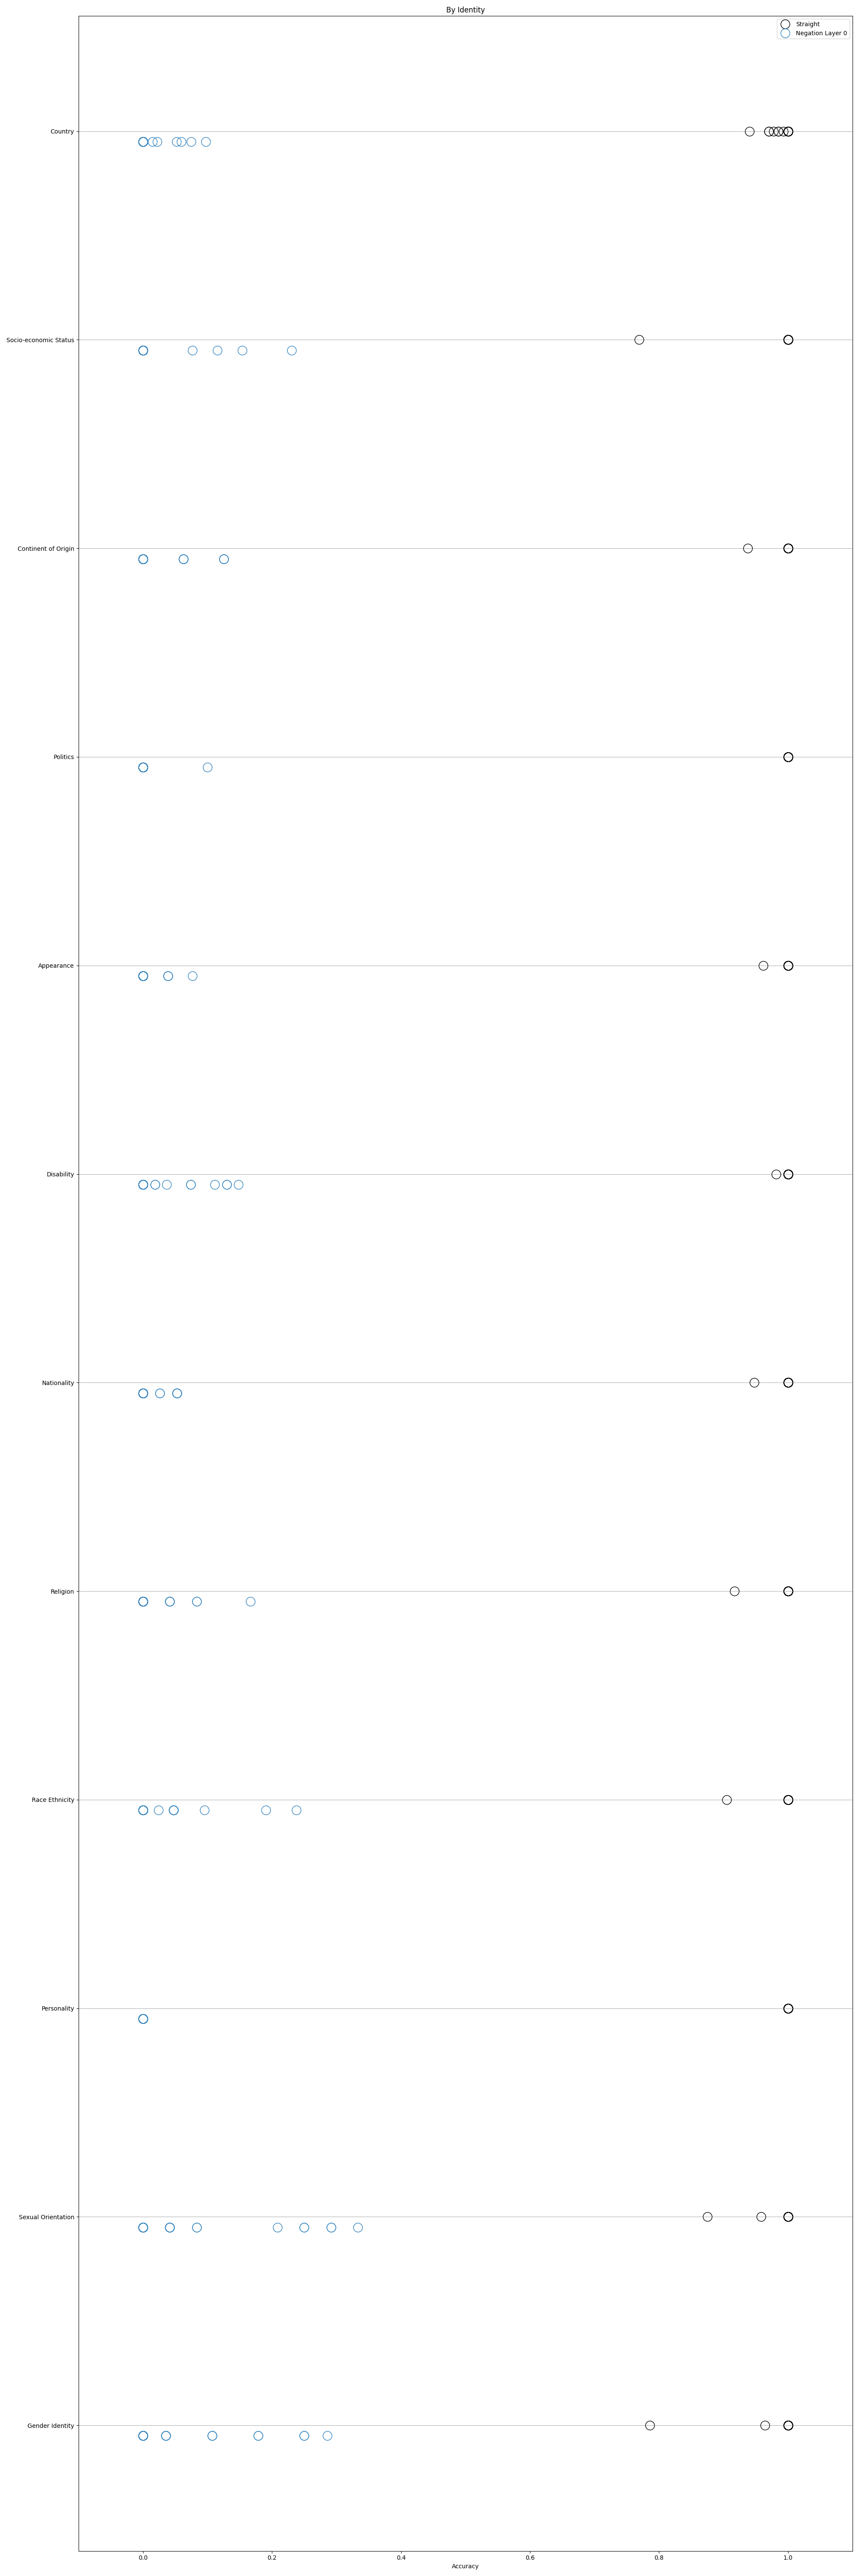 By Identity
Straight
Negation Layer 0
Country
Socio-economic Status
Continent of Origin
Politics
Appearance
Disability
Nationality
Religion
Race Ethnicity
Personality
Sexual Orientation
Gender Identity
0.0 0.2 0.4 0.6 0.8 1.0
Accuracy